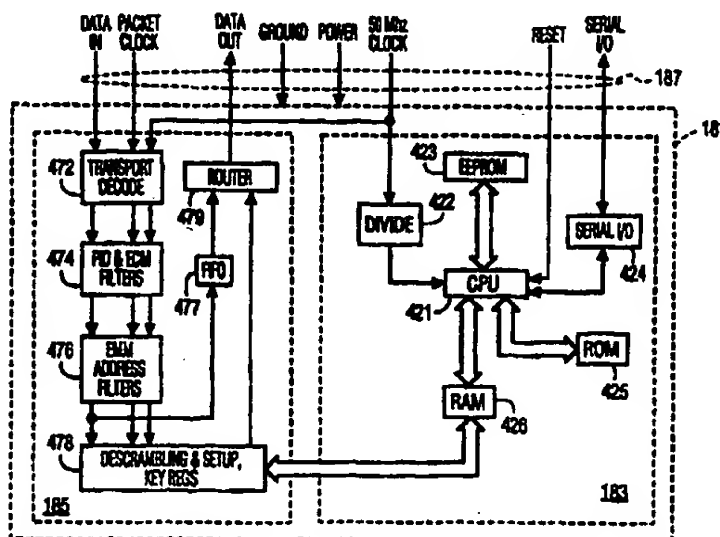 DATA IN
PACKET CLOCK
DATA OUT
GROUND
POWER
50 Mhz CLOCK
RESET
SERIAL I/O
187
18
472
TRANSPORT DECODE
ROUTER
479
423
EEPROM
DIVIDE
422
SERIAL I/O
424
474
PID & ECM FILTERS
FIFO
477
CPU
421
ROM
425
476
EMM ADDRESS FILTERS
RAM
426
478
DESCRAMBLING & SETUP, KEY REGS
185
183